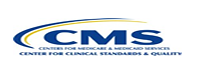 CMS
CENTERS FOR MEDICARE & MEDICAID SERVICES
CENTER FOR CLINICAL STANDARDS & QUALITY